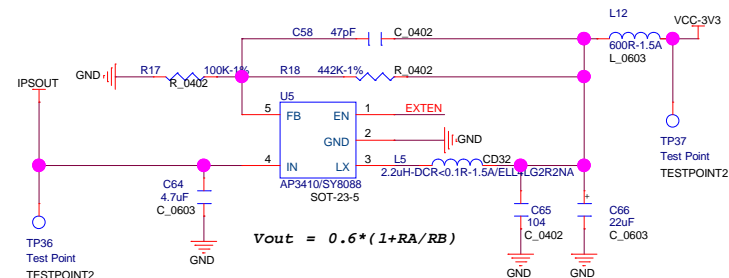 L12
C58 47pF C_0402 VCC-3V3
600R-1.5A
L_0603
R17 100K-1% R18 442K-1% R_0402
GND R_0402
IPSOUT
U5
5 FB EN 1 EXTEN
GND 2 GND
4 IN LX 3 L5 CD32
2.2uH-DCR<0.1R-1.5A/ELL4LG2R2NA
AP3410/SY8088
SOT-23-5
TP37
Test Point
TESTPOINT2
C64
4.7uF
C_0603
GND
C65
104
C_0402
GND
+
C66
22uF
C_0603
GND
Vout = 0.6*(1+RA/RB)
TP36
Test Point
TESTPOINT2